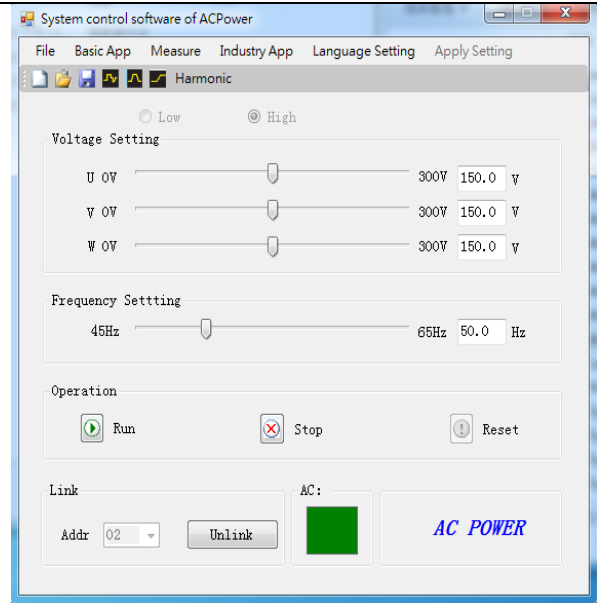 System control software of ACPower
File Basic App Measure Industry App Language Setting Apply Setting
Harmonic
Low High
Voltage Setting
U 0V 300V 150.0 V
V 0V 300V 150.0 V
W 0V 300V 150.0 V
Frequency Settting
45Hz 65Hz 50.0 Hz
Operation
Run Stop Reset
Link AC:
Addr 02 Unlink AC POWER